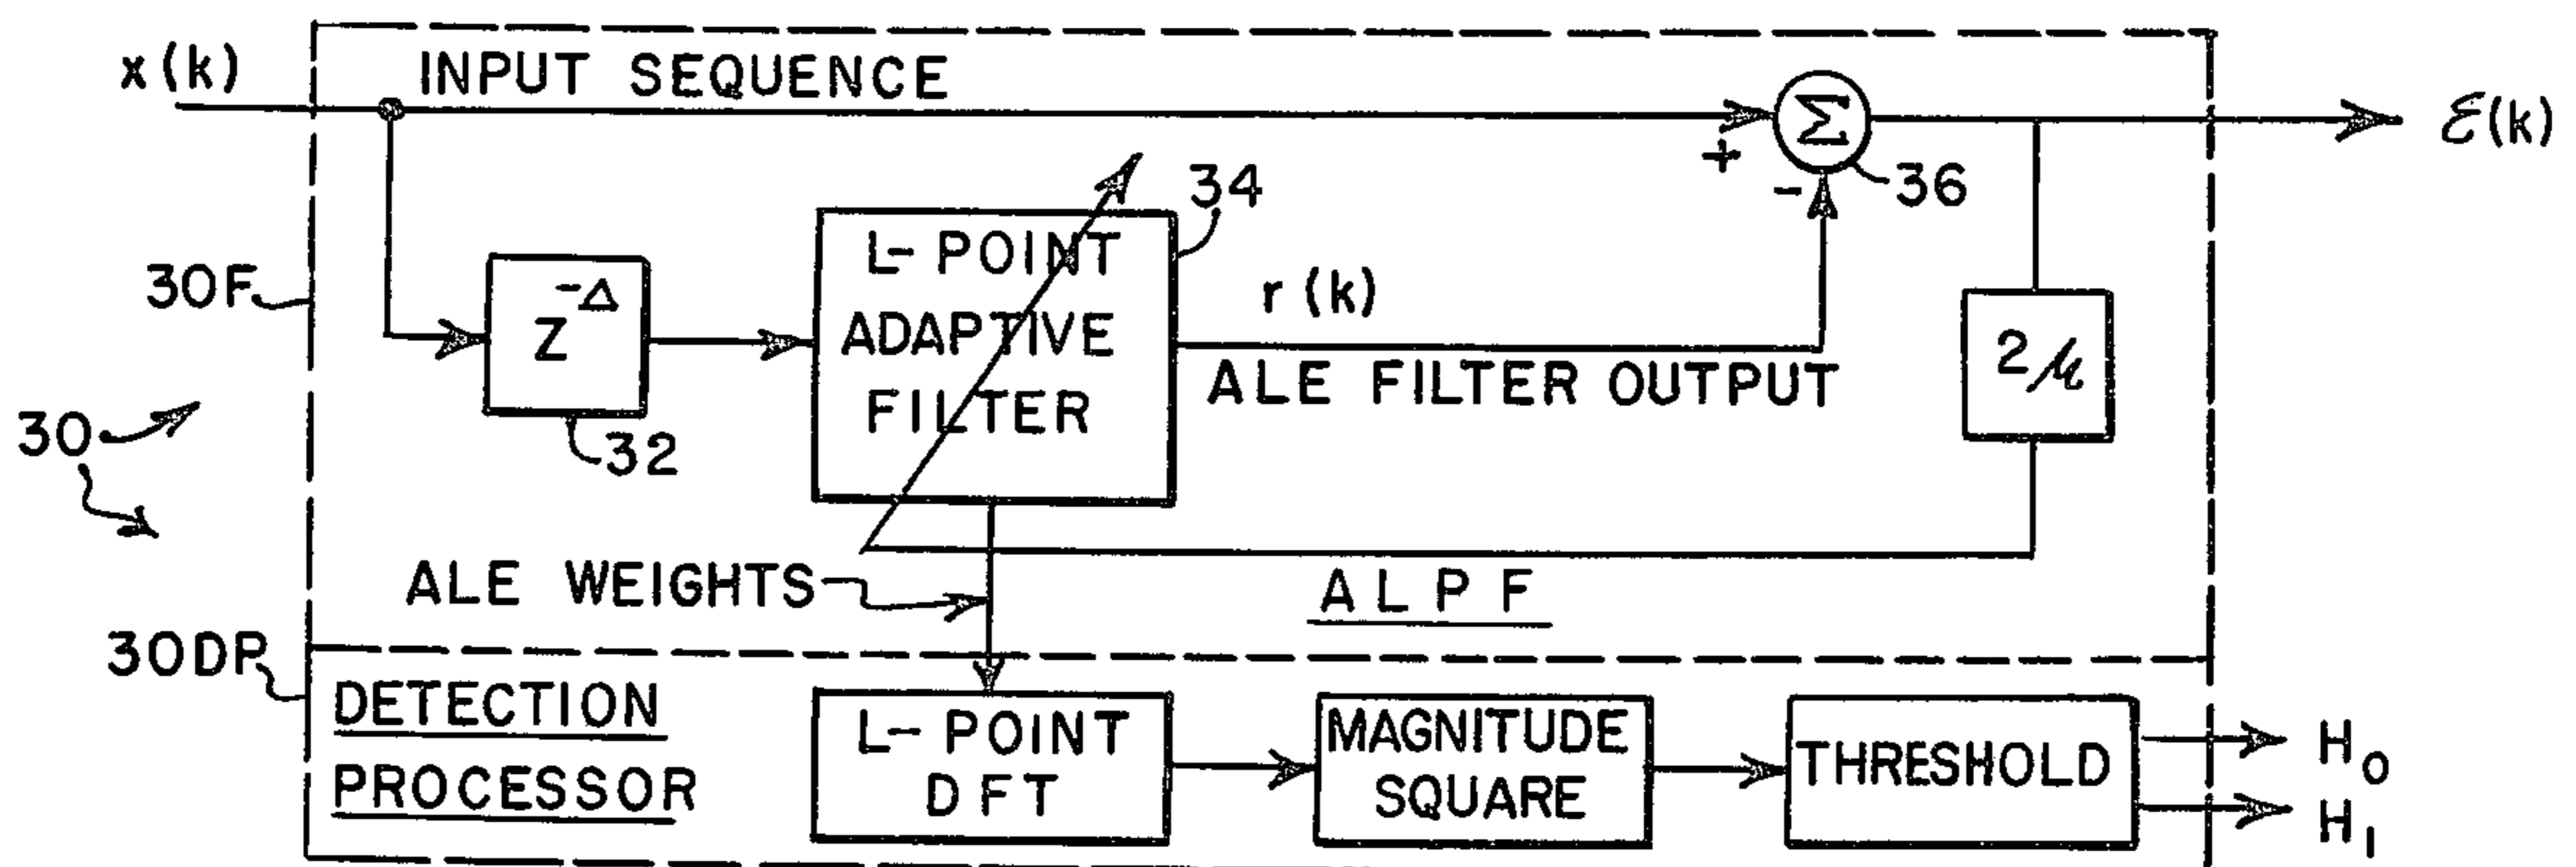 x(k)
INPUT SEQUENCE
Σ
ℰ(k)
+
-
36
34
L-POINT
ADAPTIVE
FILTER
30F
Z^-Δ
r(k)
ALE FILTER OUTPUT
2μ
30
32
ALE WEIGHTS
ALPF
30DP
DETECTION
PROCESSOR
L-POINT
DFT
MAGNITUDE
SQUARE
THRESHOLD
H₀
H₁